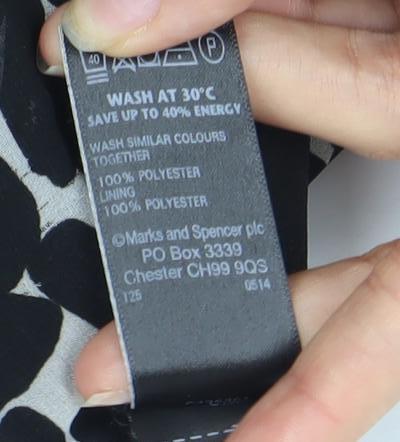 40 P
WASH AT 30°C
SAVE UP TO 40% ENERGY
WASH SIMILAR COLOURS
TOGETHER
100% POLYESTER
LINING
100% POLYESTER
©Marks and Spencer plc
PO Box 3339
Chester CH99 9QS
125 0514